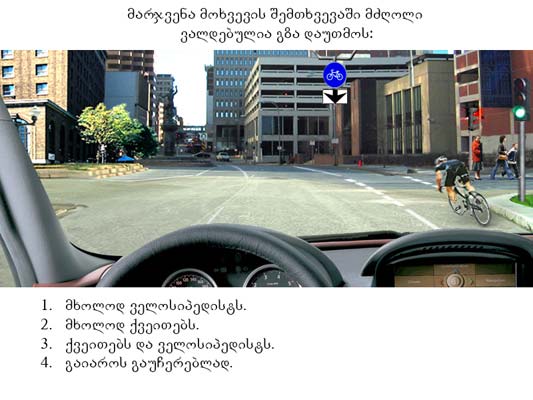 მარჯვენა მოხვევის შემთხვევაში მძღოლი
ვალდებულია გზა დაუთმოს:
1. მხოლოდ ველოსიპედისტს.
2. მხოლოდ ქვეითებს.
3. ქვეითებს და ველოსიპედისტს.
4. გაიაროს გაუჩერებლად.